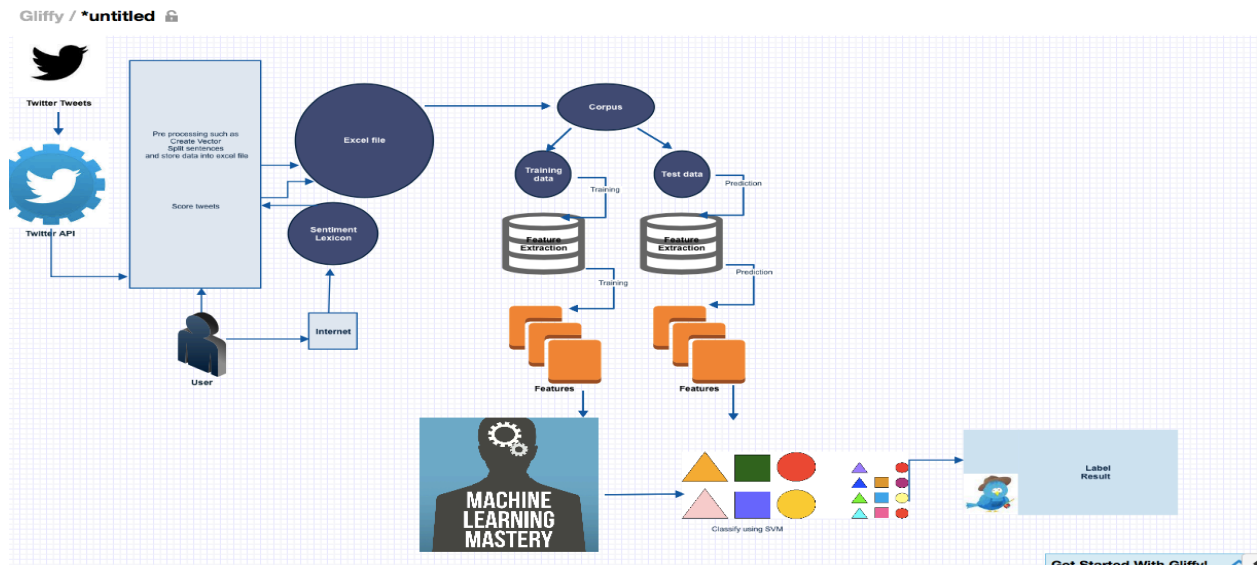 Gliffy / *untitled
Twitter Tweets
Pre processing such as
Create Vector
Split sentences
and store data into excel file
Score tweets
Twitter API
User
Internet
Excel file
Sentiment
Lexicon
Corpus
Training
data
Test data
Training
Prediction
Feature
Extraction
Feature
Extraction
Training
Prediction
Features
Features
MACHINE
LEARNING
MASTERY
Classify using SVM
Label
Result
Get Started With Gliffy!